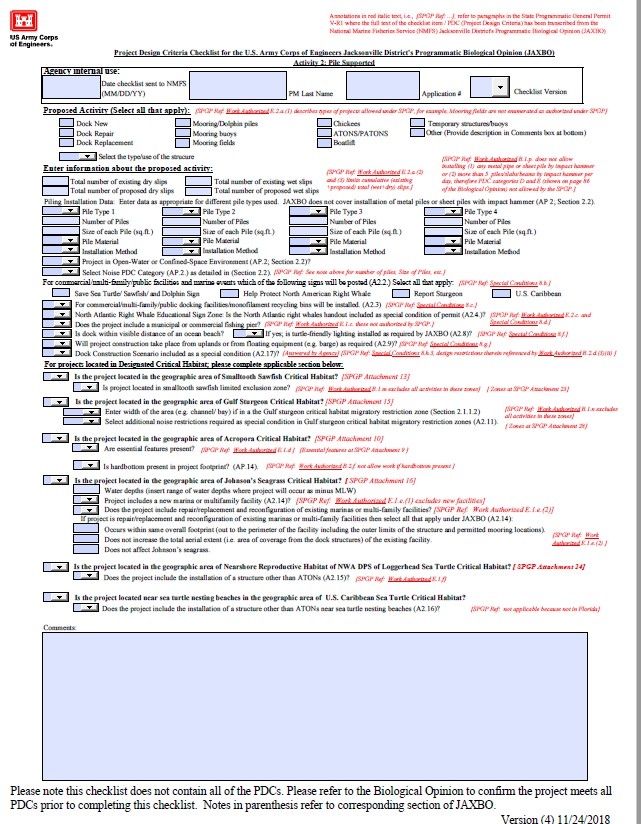 US Army Corps
of Engineers.
Annotations in red italic text, i.e., [SPGP Ref: ...], refer to paragraphs in the State Programmatic General Permit
V-R1 where the full text of the checklist item / PDC (Project Design Criteria) has been transcribed from the
National Marine Fisheries Service (NMFS) Jacksonville District's Programmatic Biological Opinion (JAXBO)
Project Design Criteria Checklist for the U.S. Army Corps of Engineers Jacksonville District's Programmatic Biological Opinion (JAXBO)
Activity 2: Pile Supported
Agency internal use:
Date checklist sent to NMFS
(MM/DD/YY) PM Last Name Application # Checklist Version
Proposed Activity (Select all that apply): [SPGP Ref: Work Authorized E.2.a.(1) describes types of projects allowed under SPGP, for example, Mooring fields are not enumerated as authorized under SPGP]
Dock New Mooring/Dolphin piles Chickees Temporary structures/buoys
Dock Repair Mooring buoys ATONS/PATONS Other (Provide description in Comments box at bottom)
Dock Replacement Mooring fields Boatlift
Select the type/use of the strucure
Enter information about the proposed activity:
[SPGP Ref: Work Authorized E.2.a.(2)
and (3) limits cumulative (existing
+proposed) total (wet+dry) slips.]
[SPGP Ref: Work Authorized B.1.p. does not allow
installing (1) any metal pipe or sheet pile by impact hammer
or (2) more than 5 piles/slabs/beams by impact hammer per
day, therefore PDC categories D and E (shown on page 86
of the Biological Opinion) not allowed by the SPGP.]
Total number of existing dry slips Total number of existing wet slips
Total number of proposed dry slips Total number of proposed wet slips
Piling Installation Data: Enter data as appropriate for different pile types used. JAXBO does not cover installation of metal piles or sheet piles with impact hammer (AP 2; Section 2.2).
Pile Type 1 Pile Type 2 Pile Type 3 Pile Type 4
Number of Piles Number of Piles Number of Piles Number of Piles
Size of each Pile (sq.ft.) Size of each Pile (sq.ft.) Size of each Pile (sq.ft.) Size of each Pile (sq.ft.)
Pile Material Pile Material Pile Material Pile Material
Installation Method Installation Method Installation Method Installation Method
Project in Open-Water or Confined-Space Environment (AP.2; Section 2.2)?
Select Noise PDC Category (AP.2.) as detailed in (Section 2.2). [SPGP Ref: See note above for number of piles, Size of Piles, etc.]
For commercial/multi-family/public facilities and marine events which of the following signs will be posted (A2.2.) Select all that apply: [SPGP Ref: Special Conditions 8.b.]
Save Sea Turtle/ Sawfish/ and Dolphin Sign Help Protect North American Right Whale Report Sturgeon U.S. Caribbean
For commercial/multi-family/public docking facilities/monofilament recycling bins will be installed. (A2.3) [SPGP Ref: Special Conditions 8.c.]
North Atlantic Right Whale Educational Sign Zone: Is the North Atlantic right whales handout included as special condition of permit (A2.4.)? [SPGP Ref: Work Authorized E.2.c. and
Special Conditions 8.d.]
Does the project include a municipal or commercial fishing pier? [SPGP Ref: Work Authorized E.1.c. these not authorized by SPGP.]
Is dock within visible distance of an ocean beach? If yes; is turtle-friendly lighting installed as required by JAXBO (A2.8)? [SPGP Ref: Special Conditions 8.f.]
Will project construction take place from uplands or from floating equipment (e.g. barge) as required (A2.9)? [SPGP Ref: Special Conditions 8.g.]
Dock Construction Scenario included as a special condition (A2.17)? [Answered by Agency] [SPGP Ref: Special Conditions 8.h.5, design restrictions therein referenced by Work Authorized B.2.d.(5)(ii) ]
For projects located in Designated Critical Habitat; please complete applicable section below:
Is the project located in the geographic area of Smalltooth Sawfish Critical Habitat? [SPGP Attachment 13]
Is project located in smalltooth sawfish limited exclusion zone? [SPGP Ref: Work Authorized B.1.m excludes all activities in these zones] [ Zones at SPGP Attachment 25]
Is the project located in the geographic area of Gulf Sturgeon Critical Habitat? [SPGP Attachment 15]
Enter width of the area (e.g. channel/ bay) if in a the Gulf sturgeon critical habitat migratory restriction zone (Section 2.1.1.2)
Select additional noise restrictions required as special condition in Gulf sturgeon critical habitat migratory restriction zone (A2.11).
[SPGP Ref: Work Authorized B.1.n excludes
all activities in these zones]
[ Zones at SPGP Attachment 26]
Is the project located in the geographic area of Acropora Critical Habitat? [SPGP Attachment 10]
Are essential features present? [SPGP Ref: Work Authorized E.1.d ] [Essential Features at SPGP Attachment 9 ]
Is hardbottom present in project footprint? (AP.14). [SPGP Ref: Work Authorized B.2.f not allow work if hardbottom present ]
Is the project located in the geographic area of Johnson's Seagrass Critical Habitat? [ SPGP Attachment 16]
Water depths (insert range of water depths where project will occur as minus MLW)
Project includes a new marina or multifamily facility (A2.14)? [SPGP Ref: Work Authorized E.1.e.(1) excludes new facilities]
Does the project include repair/replacement and reconfiguration of existing marinas or multi-family facilities? [SPGP Ref: Work Authorized E.1.e.(2)]
If project is repair/replacement and reconfiguration of existing marinas or multi-family facilities then select all that apply under JAXBO (A2.14):
Occurs within same overall footprint (out to the perimeter of the facility including the outer limits of the structure and permitted mooring locations).
Does not increase the total aerial extent (i.e. area of coverage from the dock structures) of the existing facility.
Does not affect Johnson's seagrass.
[SPGP Ref: Work
Authorized E.1.e.(2) ]
Is the project located in the geographic area of Nearshore Reproductive Habitat of NWA DPS of Loggerhead Sea Turtle Critical Habitat? [ SPGP Attachment 24]
Does the project include the installation of a structure other than ATONs (A2.15)? [SPGP Ref: Work Authorized E.1.f]
Is the project located near sea turtle nesting beaches in the geographic area of U.S. Caribbean Sea Turtle Critical Habitat?
Does the project include the installation of a structure other than ATONs near sea turtle nesting beaches (A2.16)? [SPGP Ref: not applicable because not in Florida]
Comments:
Please note this checklist does not contain all of the PDCs. Please refer to the Biological Opinion to confirm the project meets all
PDCs prior to completing this checklist. Notes in parenthesis refer to corresponding section of JAXBO.
Version (4) 11/24/2018